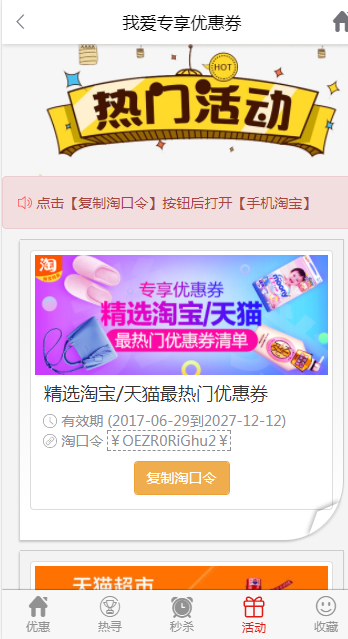 我爱专享优惠券
HOT
热门活动
点击【复制淘口令】按钮后打开【手机淘宝】
淘
专享优惠券
精选淘宝/天猫
最热门优惠券清单
精选淘宝/天猫最热门优惠券
有效期 (2017-06-29到2027-12-12)
淘口令 ¥OEZR0RiGhu2¥
复制淘口令
天猫超市
优惠 热寻 秒杀 活动 收藏